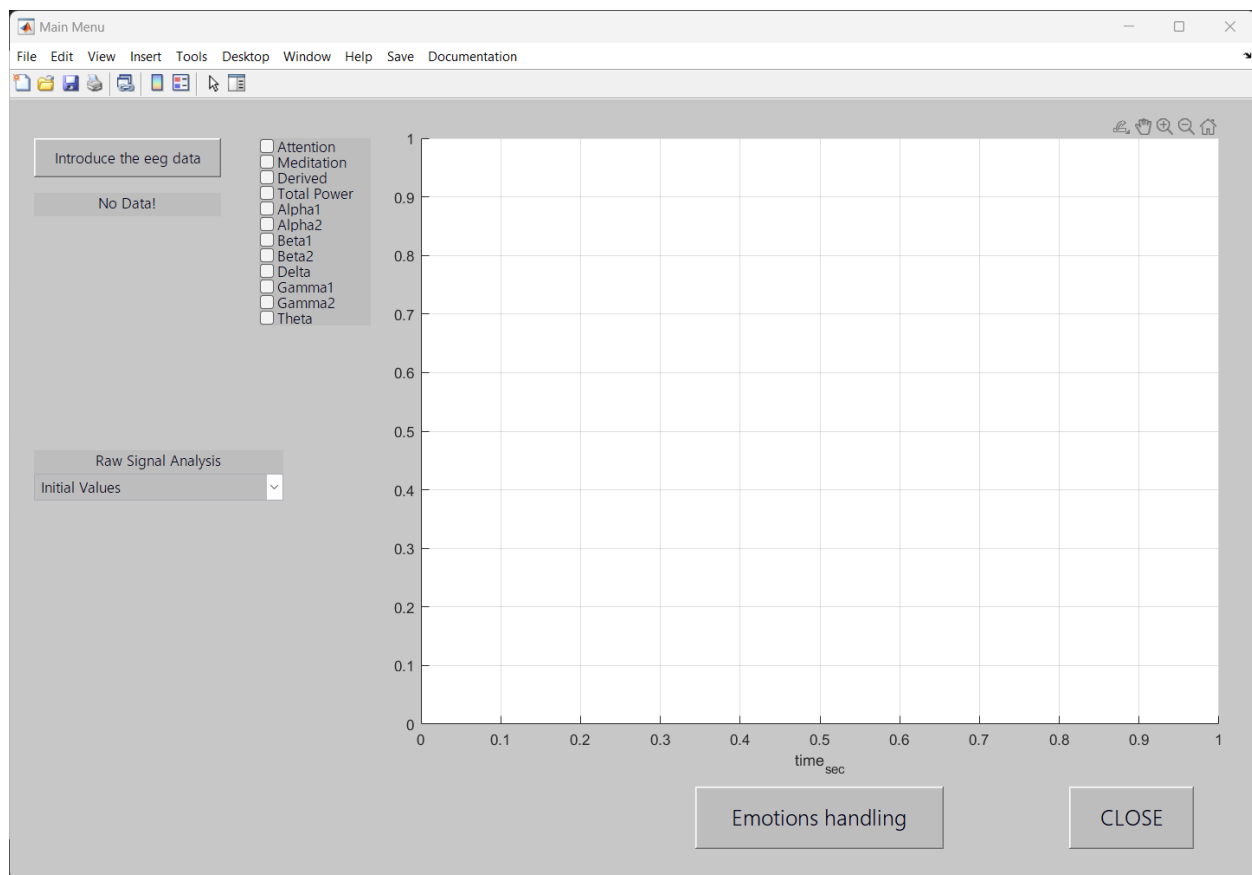 Main Menu
File Edit View Insert Tools Desktop Window Help Save Documentation
Introduce the eeg data
No Data!
Attention
Meditation
Derived
Total Power
Alpha1
Alpha2
Beta1
Beta2
Delta
Gamma1
Gamma2
Theta
Raw Signal Analysis
Initial Values
1
0.9
0.8
0.7
0.6
0.5
0.4
0.3
0.2
0.1
0
0 0.1 0.2 0.3 0.4 0.5 0.6 0.7 0.8 0.9 1
time_sec
Emotions handling
CLOSE